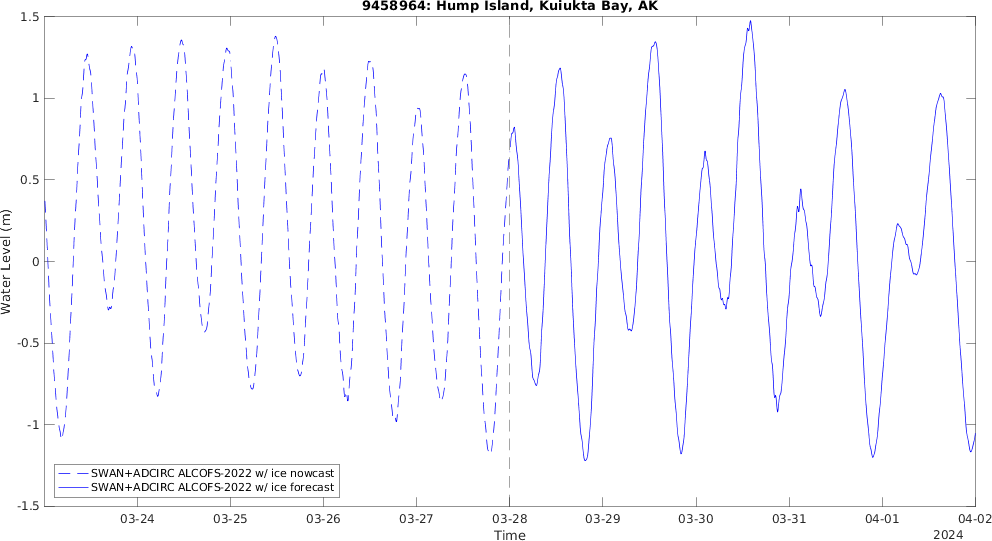 9458964: Hump Island, Kuiukta Bay, AK
1.5
1
0.5
0
-0.5
-1
-1.5
Water Level (m)
SWAN+ADCIRC ALCOFS-2022 w/ ice nowcast
SWAN+ADCIRC ALCOFS-2022 w/ ice forecast
03-24 03-25 03-26 03-27 03-28 03-29 03-30 03-31 04-01 04-02
Time
2024